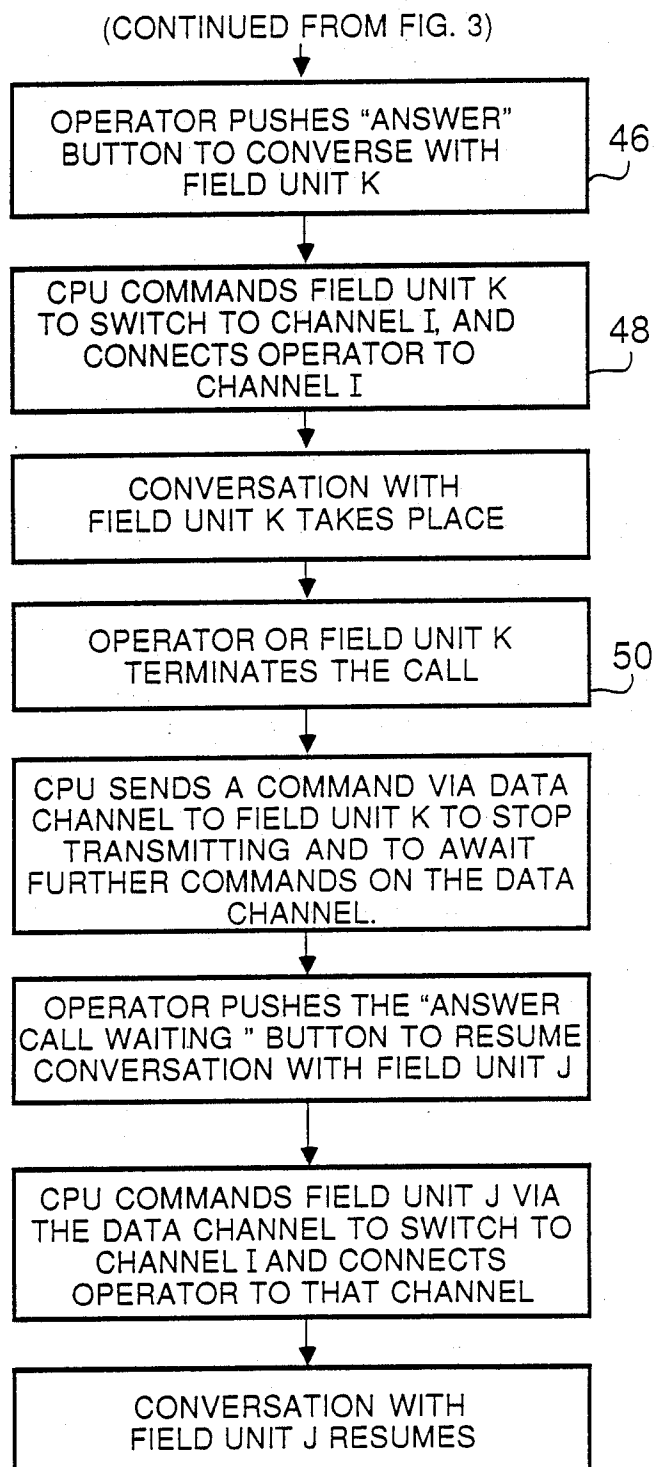 (CONTINUED FROM FIG. 3)
OPERATOR PUSHES “ANSWER”
BUTTON TO CONVERSE WITH
FIELD UNIT K
46
CPU COMMANDS FIELD UNIT K
TO SWITCH TO CHANNEL I, AND
CONNECTS OPERATOR TO
CHANNEL I
48
CONVERSATION WITH
FIELD UNIT K TAKES PLACE
OPERATOR OR FIELD UNIT K
TERMINATES THE CALL
50
CPU SENDS A COMMAND VIA DATA
CHANNEL TO FIELD UNIT K TO STOP
TRANSMITTING AND TO AWAIT
FURTHER COMMANDS ON THE DATA
CHANNEL.
OPERATOR PUSHES THE “ANSWER
CALL WAITING ” BUTTON TO RESUME
CONVERSATION WITH FIELD UNIT J
CPU COMMANDS FIELD UNIT J VIA
THE DATA CHANNEL TO SWITCH TO
CHANNEL I AND CONNECTS
OPERATOR TO THAT CHANNEL
CONVERSATION WITH
FIELD UNIT J RESUMES